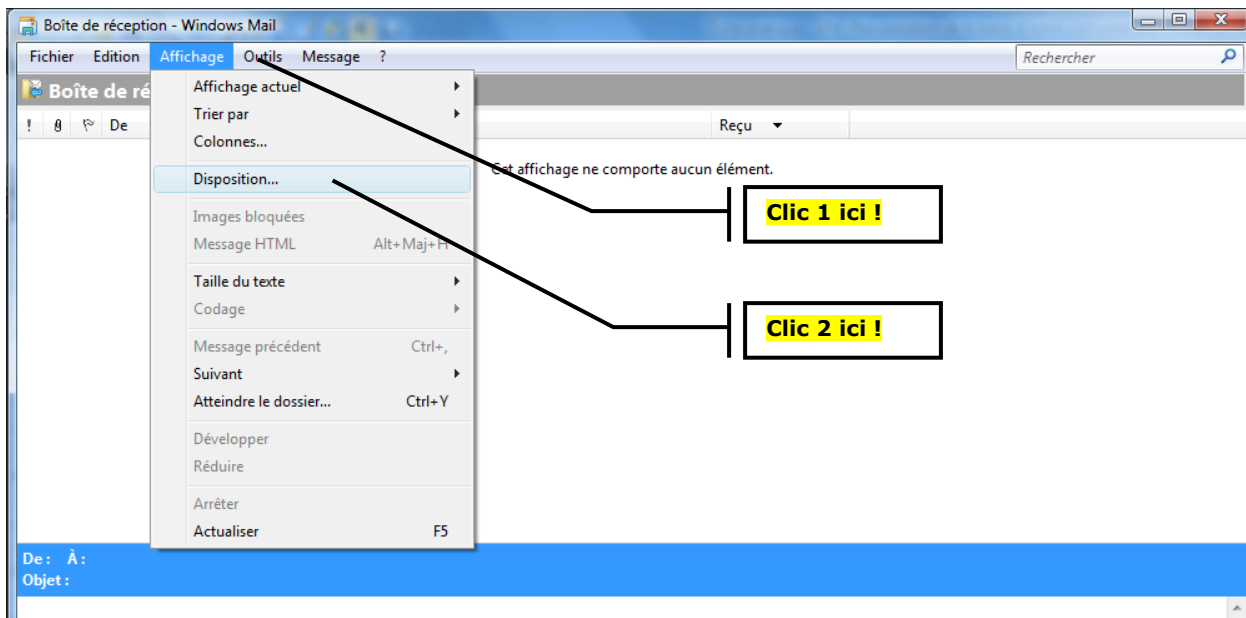 Boîte de réception - Windows Mail
Fichier Edition Affichage Outils Message ?
Rechercher
Boîte de ré
! De Reçu
Affichage actuel
Trier par
Colonnes...
Cet affichage ne comporte aucun élément.
Disposition...
Clic 1 ici !
Images bloquées
Message HTML Alt+Maj+H
Taille du texte
Codage
Clic 2 ici !
Message précédent Ctrl+,
Suivant
Atteindre le dossier... Ctrl+Y
Développer
Réduire
Arrêter
Actualiser F5
De : À :
Objet :